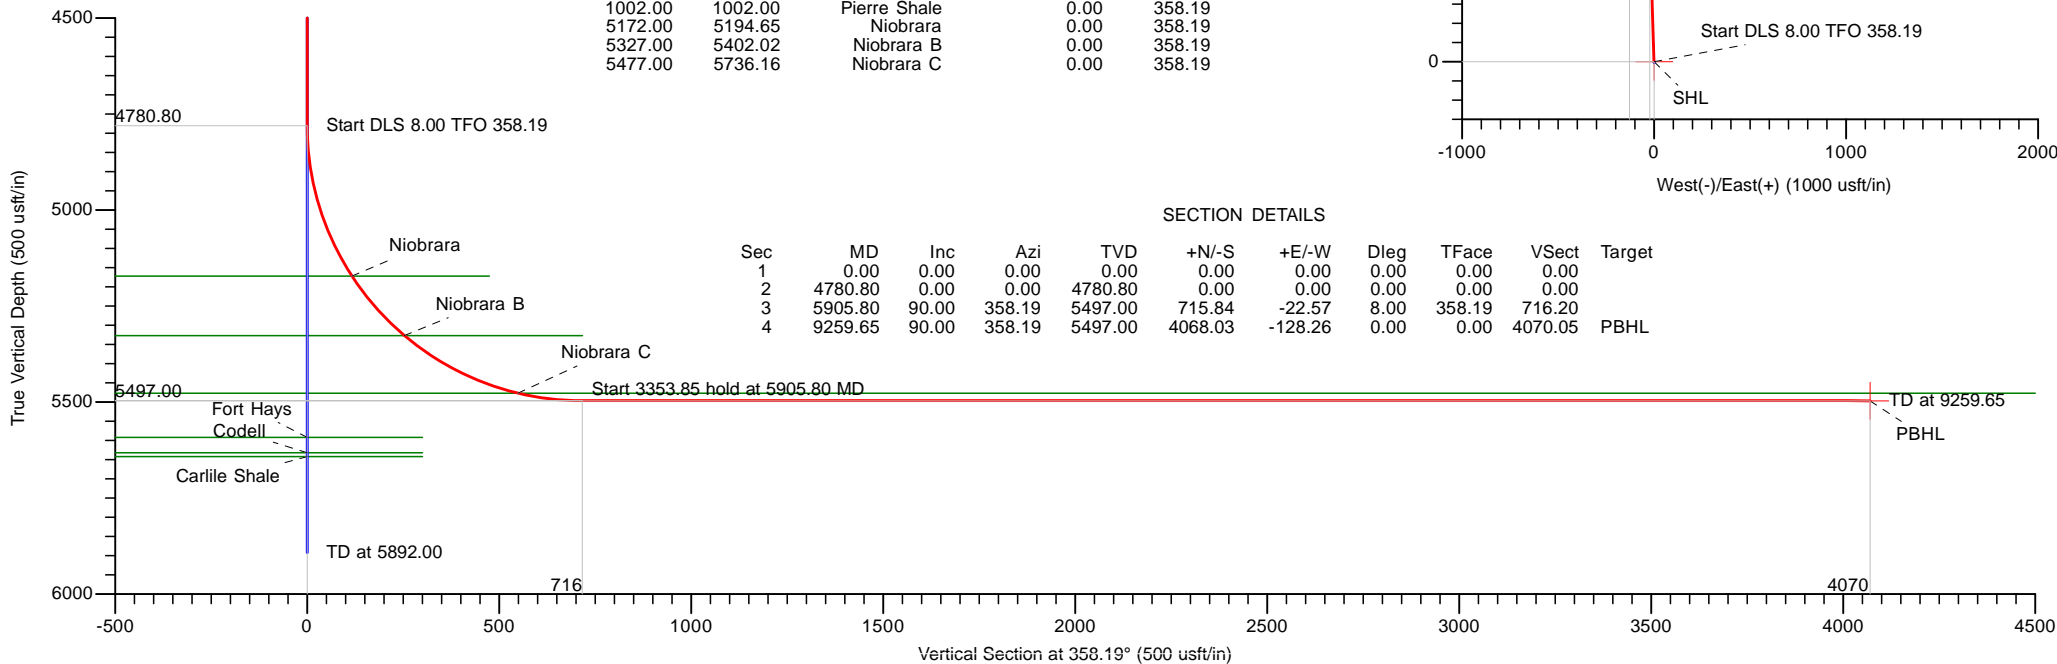 1002.00 1002.00 Pierre Shale 0.00 358.19
5172.00 5194.65 Niobrara 0.00 358.19
5327.00 5402.02 Niobrara B 0.00 358.19
5477.00 5736.16 Niobrara C 0.00 358.19
Start DLS 8.00 TFO 358.19
0
SHL
-1000 0 1000 2000
West(-)/East(+) (1000 usft/in)
True Vertical Depth (500 usft/in)
4500
4780.80
Start DLS 8.00 TFO 358.19
5000
Niobrara
Niobrara B
Niobrara C
SECTION DETAILS
Sec MD Inc Azi TVD +N/-S +E/-W Dleg TFace VSect Target
1 0.00 0.00 0.00 0.00 0.00 0.00 0.00 0.00 0.00
2 4780.80 0.00 0.00 4780.80 0.00 0.00 0.00 0.00 0.00
3 5905.80 90.00 358.19 5497.00 715.84 -22.57 8.00 358.19 716.20
4 9259.65 90.00 358.19 5497.00 4068.03 -128.26 0.00 0.00 4070.05 PBHL
5497.00
Start 3353.85 hold at 5905.80 MD
5500
TD at 9259.65
PBHL
Fort Hays
Codell
Carlile Shale
TD at 5892.00
716
4070
6000
-500 0 500 1000 1500 2000 2500 3000 3500 4000 4500
Vertical Section at 358.19° (500 usft/in)